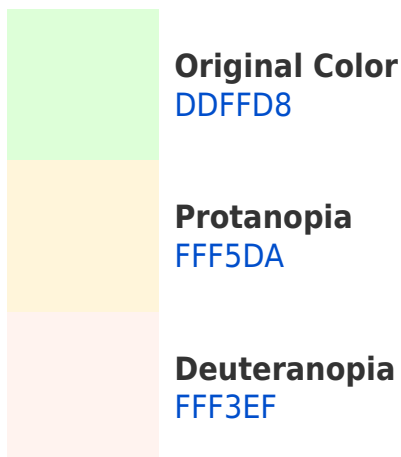 Original Color
DDFFD8
Protanopia
FFF5DA
Deuteranopia
FFF3EF